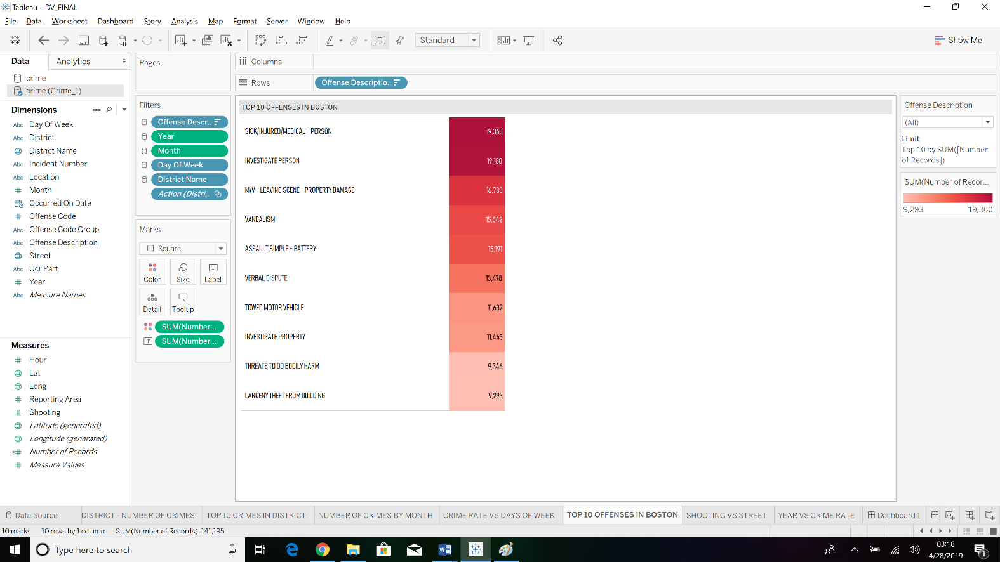 Tableau - DV_FINAL
File Data Worksheet Dashboard Story Analysis Map Format Server Window Help
Standard
Show Me
Data
Analytics
crime
crime (Crime_1)
Dimensions
Abc Day Of Week
Abc District
District Name
Abc Incident Number
Abc Location
# Month
Occurred On Date
# Offense Code
Abc Offense Code Group
Abc Offense Description
Street
Abc Ucr Part
# Year
Abc Measure Names
Measures
# Hour
Lat
Long
# Reporting Area
# Shooting
Latitude (generated)
Longitude (generated)
=# Number of Records
# Measure Values
Pages
Filters
Offense Descr..
Year
Month
Day Of Week
District Name
Action (Distri..
Marks
Square
Color
Size
Label
Detail
Tooltip
SUM(Number ..
SUM(Number ..
Columns
Rows
Offense Descriptio..
TOP 10 OFFENSES IN BOSTON
SICK/INJURED/MEDICAL - PERSON 19,360
INVESTIGATE PERSON 19,180
M/V - LEAVING SCENE - PROPERTY DAMAGE 16,730
VANDALISM 15,542
ASSAULT SIMPLE - BATTERY 15,191
VERBAL DISPUTE 13,478
TOWED MOTOR VEHICLE 11,632
INVESTIGATE PROPERTY 11,443
THREATS TO DO BODILY HARM 9,346
LARCENY THEFT FROM BUILDING 9,293
Offense Description
(All)
Limit
Top 10 by SUM([Number
of Records])
SUM(Number of Recor...
9,293 19,360
Data Source
DISTRICT - NUMBER OF CRIMES
TOP 10 CRIMES IN DISTRICT
NUMBER OF CRIMES BY MONTH
CRIME RATE VS DAYS OF WEEK
TOP 10 OFFENSES IN BOSTON
SHOOTING VS STREET
YEAR VS CRIME RATE
Dashboard 1
10 marks 10 rows by 1 column SUM(Number of Records): 141,195
Type here to search
03:18
4/28/2019
1